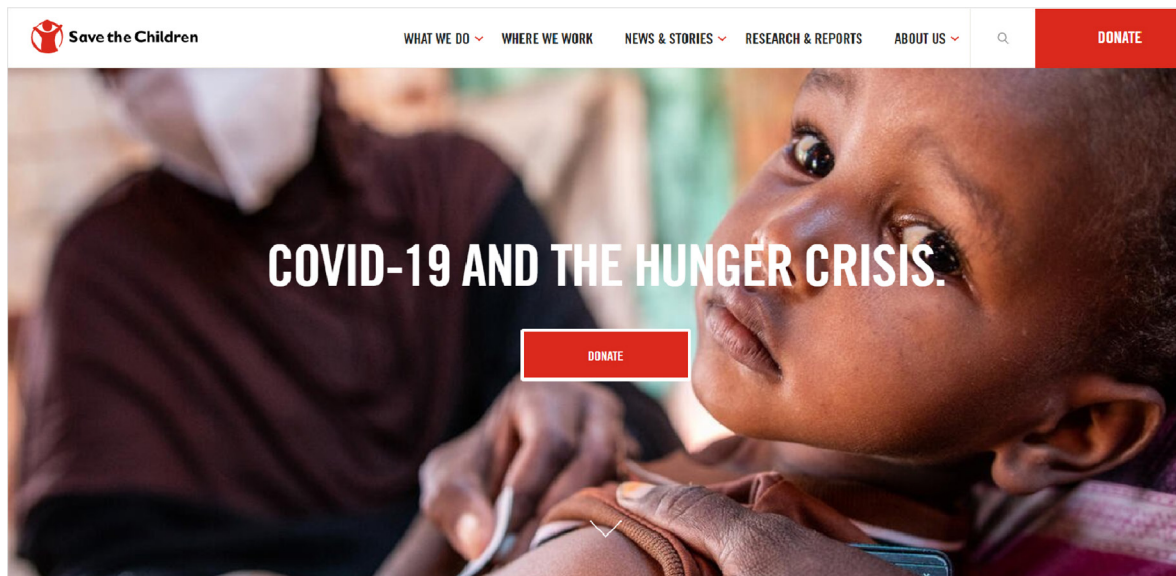 Save the Children
WHAT WE DO
WHERE WE WORK
NEWS & STORIES
RESEARCH & REPORTS
ABOUT US
DONATE
COVID-19 AND THE HUNGER CRISIS.
DONATE